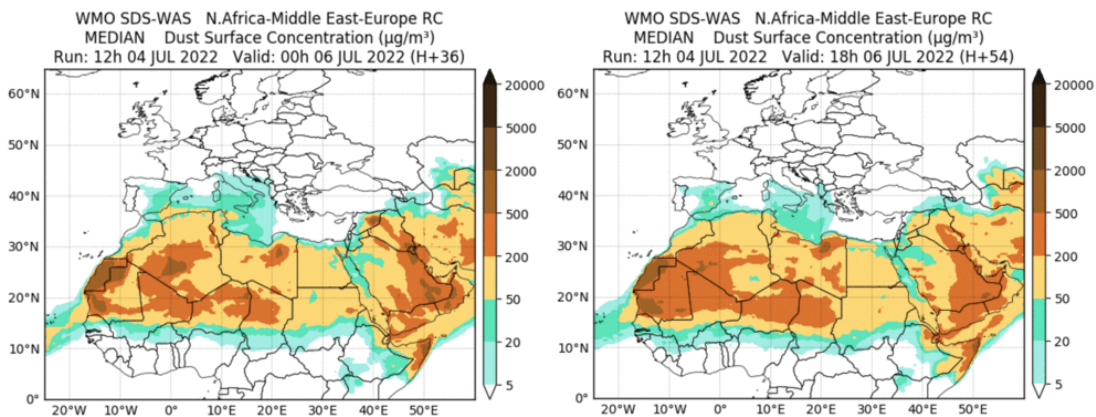 WMO SDS-WAS N.Africa-Middle East-Europe RC
MEDIAN Dust Surface Concentration (µg/m³)
Run: 12h 04 JUL 2022 Valid: 00h 06 JUL 2022 (H+36)
60°N
50°N
40°N
30°N
20°N
10°N
0°
20°W
10°W
0°
10°E
20°E
30°E
40°E
50°E
20000
5000
2000
500
200
50
20
5
WMO SDS-WAS N.Africa-Middle East-Europe RC
MEDIAN Dust Surface Concentration (µg/m³)
Run: 12h 04 JUL 2022 Valid: 18h 06 JUL 2022 (H+54)
60°N
50°N
40°N
30°N
20°N
10°N
0°
20°W
10°W
0°
10°E
20°E
30°E
40°E
50°E
20000
5000
2000
500
200
50
20
5